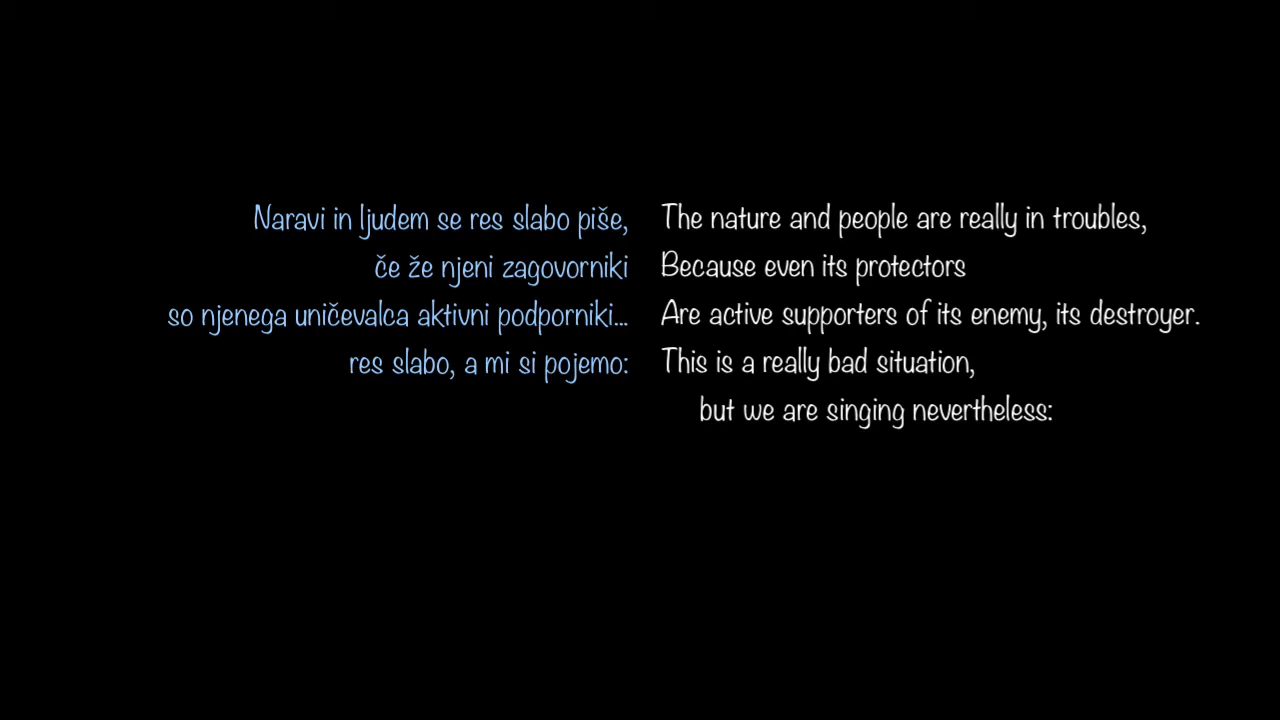 Naravi in ljudem se res slabo piše,
če že njeni zagovorniki
so njenega uničevalca aktivni podporniki...
res slabo, a mi si pojemo:
The nature and people are really in troubles,
Because even its protectors
Are active supporters of its enemy, its destroyer.
This is a really bad situation,
but we are singing nevertheless: